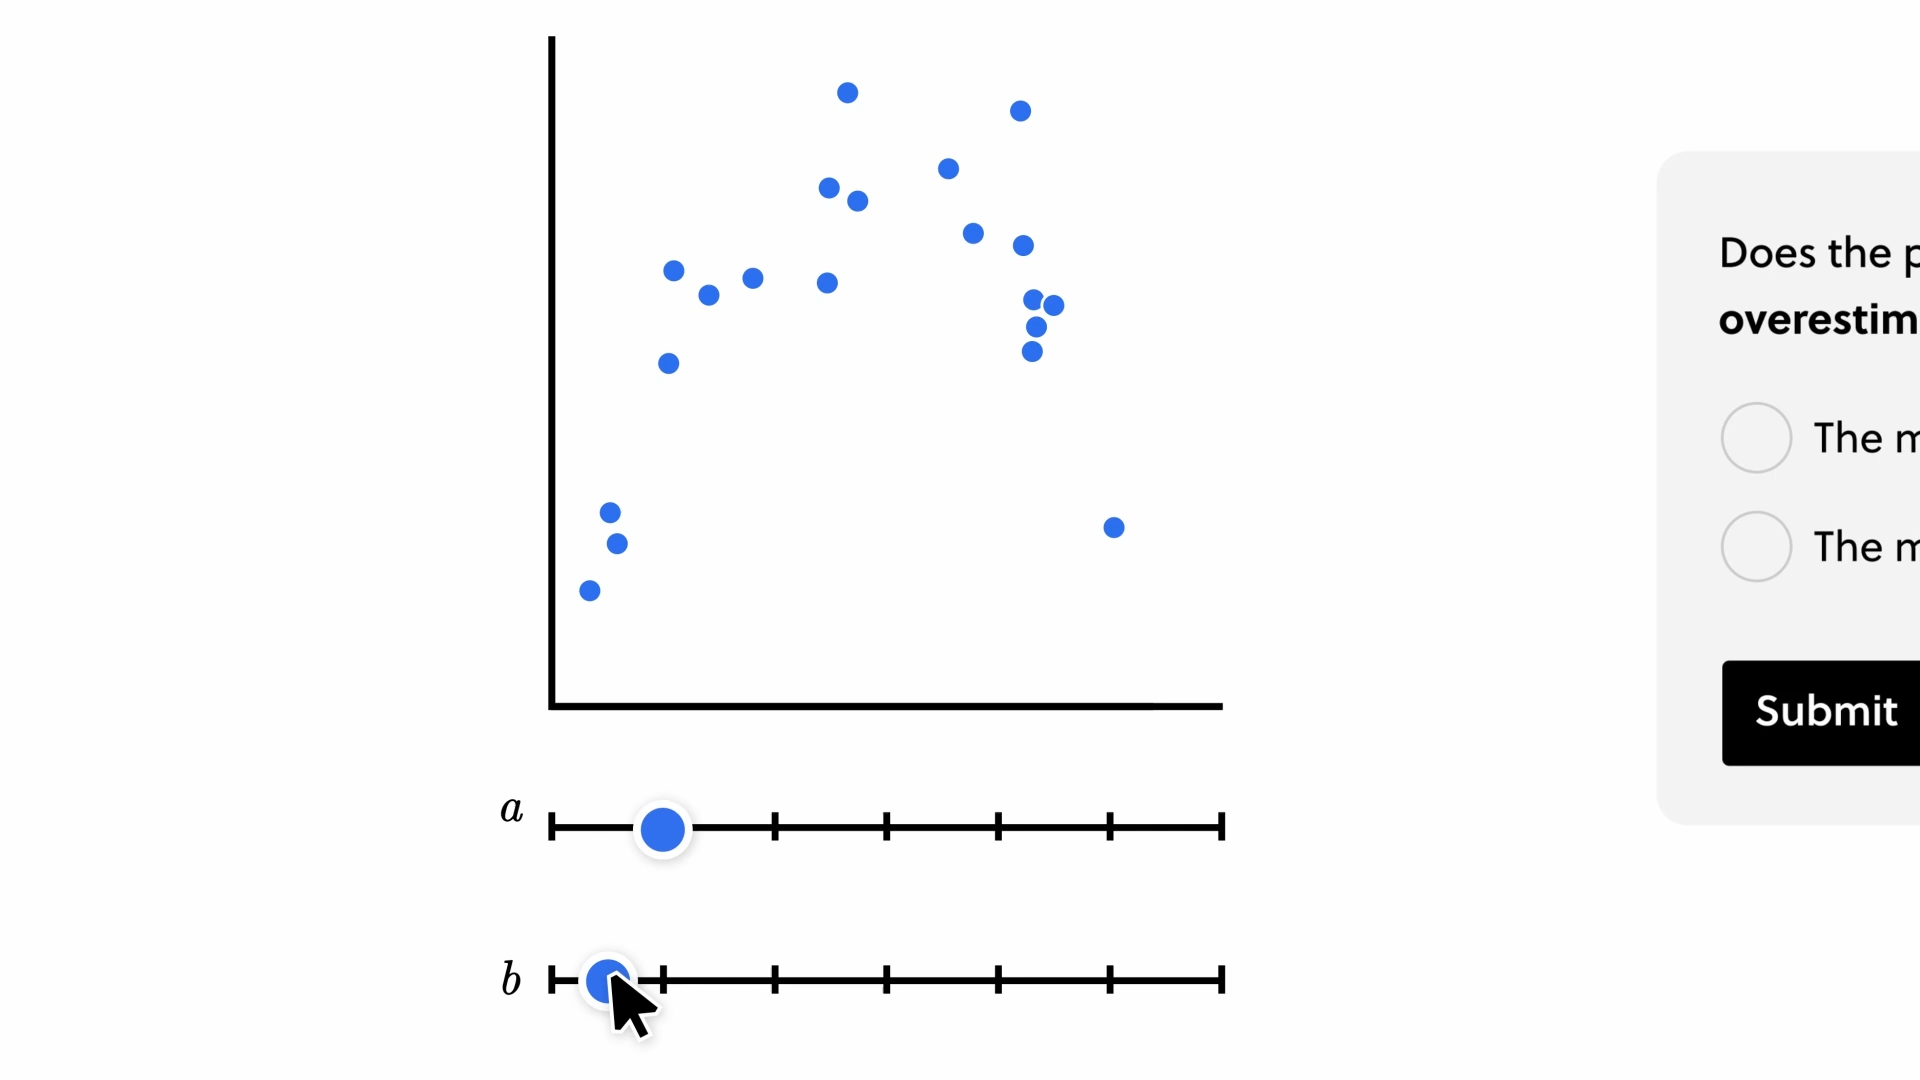 a
b
Does the
overestim
The
The
Submit